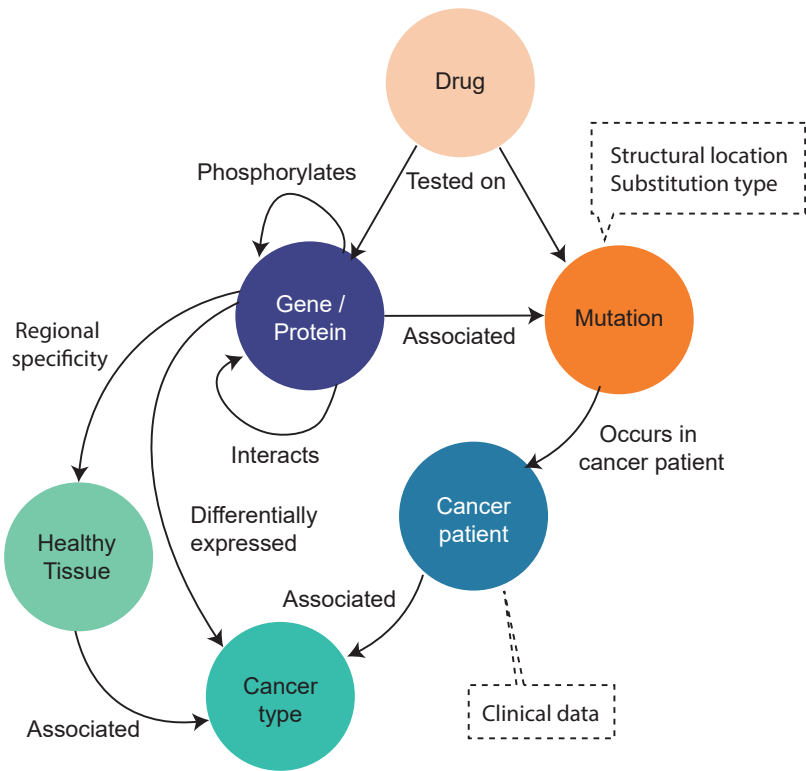 Drug
Structural location
Substitution type
Phosphorylates
Tested on
Gene /
Protein
Mutation
Associated
Regional
specificity
Interacts
Occurs in
cancer patient
Cancer
patient
Differentially
expressed
Healthy
Tissue
Associated
Cancer
type
Clinical data
Associated